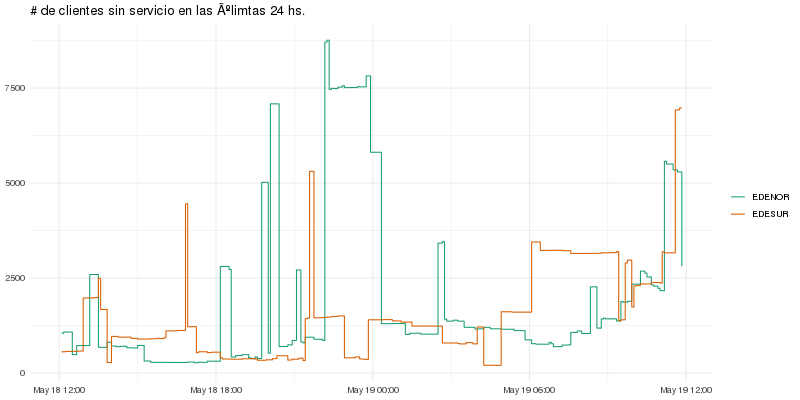 # de clientes sin servicio en las Ãºlimtas 24 hs.
7500
5000
2500
0
May 18 12:00
May 18 18:00
May 19 00:00
May 19 06:00
May 19 12:00
EDENOR
EDESUR